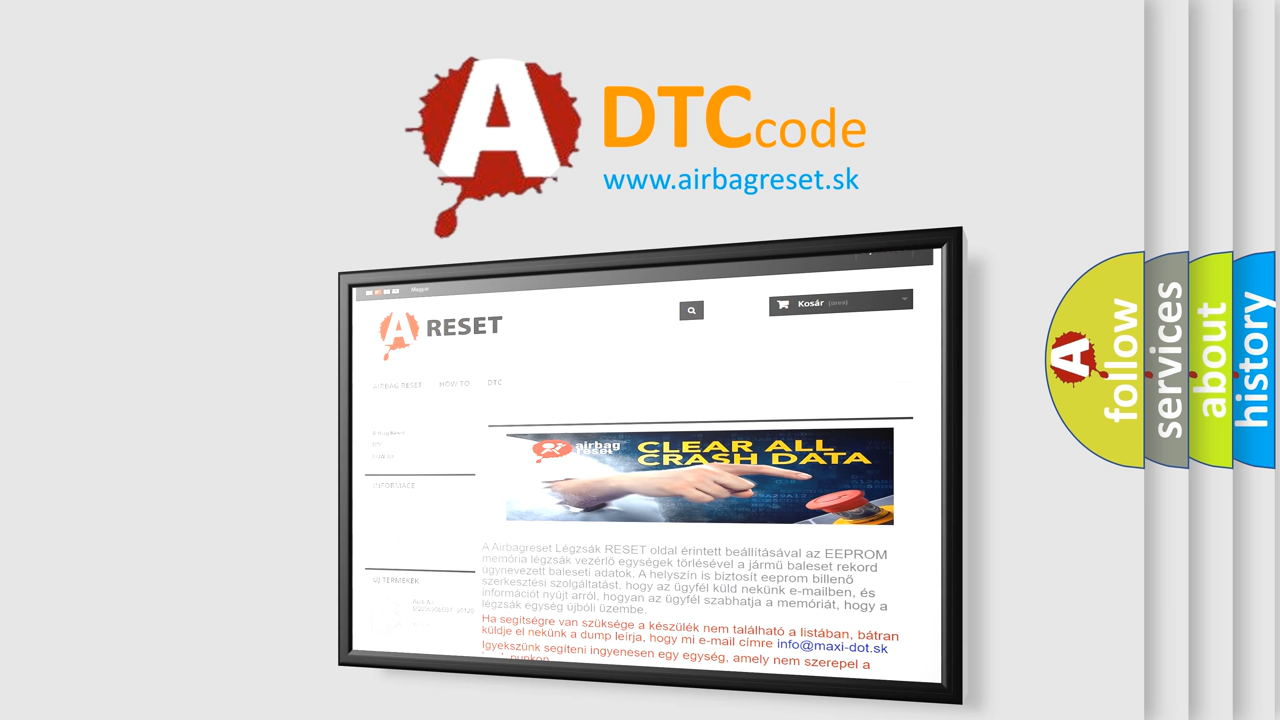 A DTCcode
www.airbagreset.sk
Magyar
A RESET
Kosár (üres)
AIRBAG RESET HOW TO DTC
airbag
reset
CLEAR ALL
CRASH DATA
INFORMACE
A Airbagreset Légzsák RESET oldal érintett beállításával az EEPROM
memória légzsák vezérlő egységek törlésével a jármű baleset rekord
úgynevezett baleseti adatok. A helyszín is biztosít eeprom billenő
szerkesztési szolgáltatást, hogy az ügyfél küld nekünk e-mailben, és
információt nyújt arról, hogyan az ügyfél szabhatja a memóriát, hogy a
légzsák egység újbóli üzembe.
ÚJ TERMÉKEK
Ha segítségre van szüksége a készülék nem található a listában, bátran
küldje el nekünk a dump leírja, hogy mi e-mail címre info@maxi-dot.sk
Igyekszünk segíteni ingyenesen egy egység, amely nem szerepel a
A follow
services
about
history